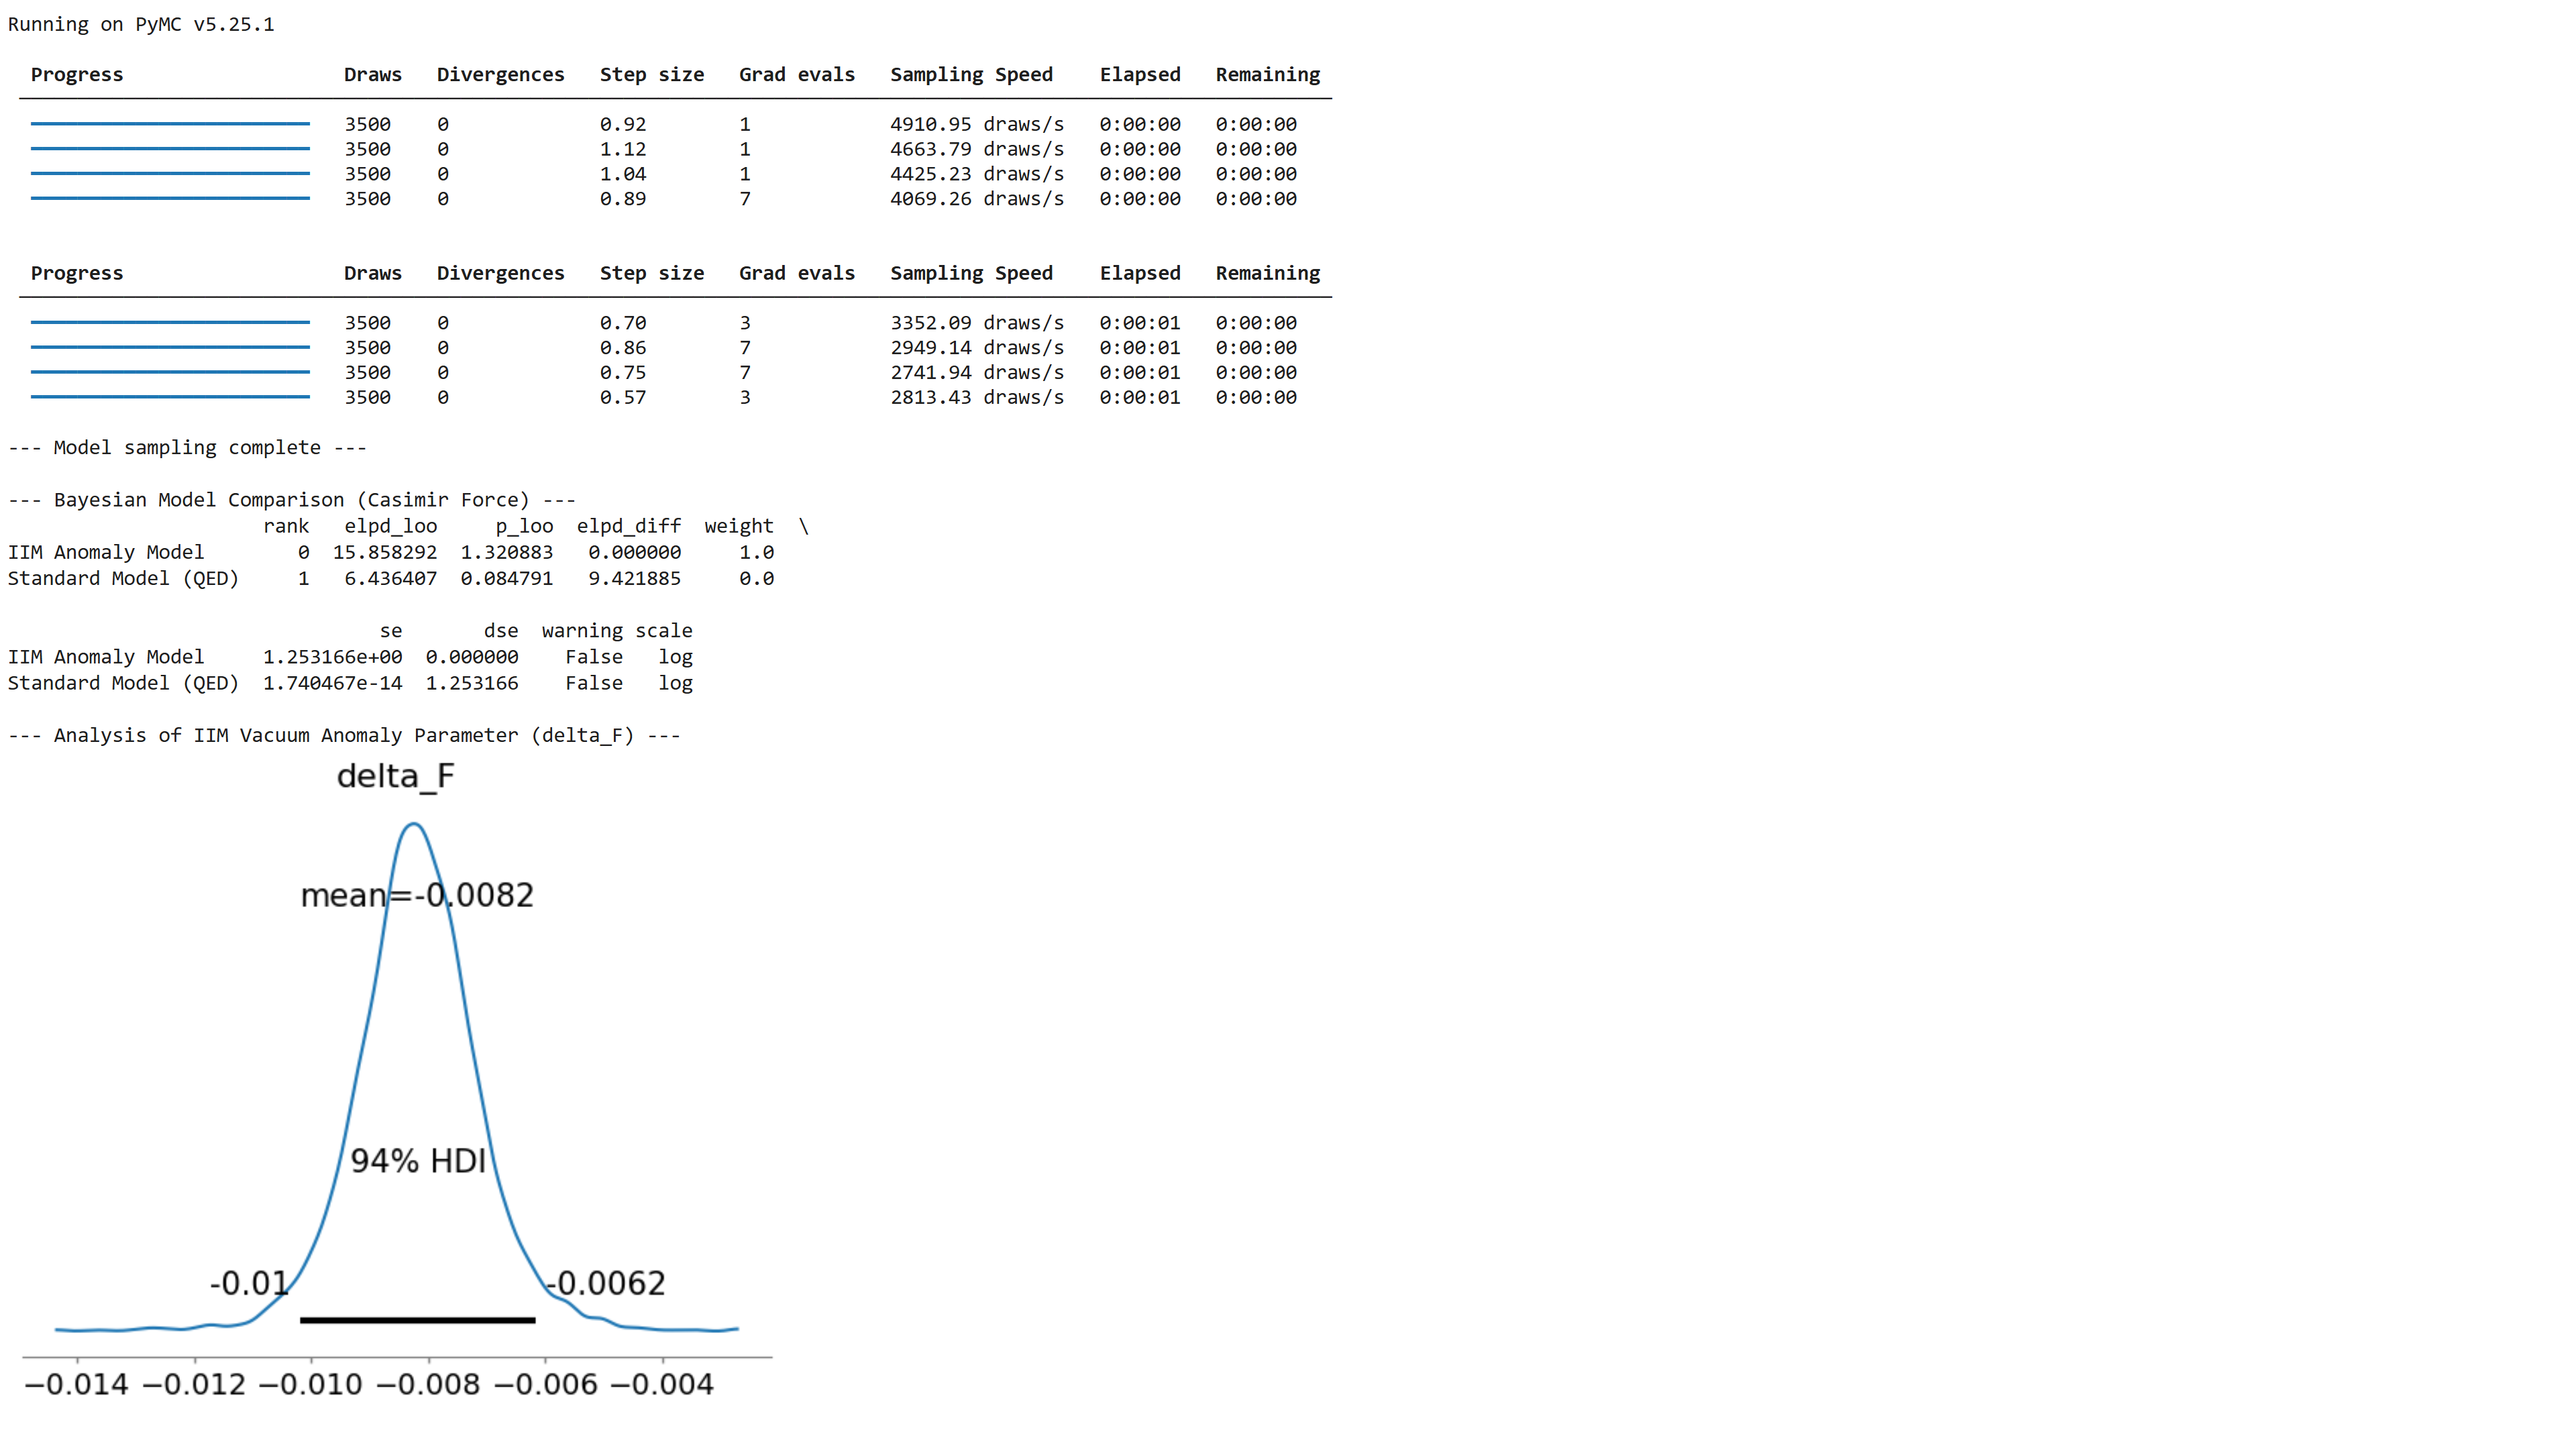 Running on PyMC v5.25.1
Progress Draws Divergences Step size Grad evals Sampling Speed Elapsed Remaining
3500 0 0.92 1 4910.95 draws/s 0:00:00 0:00:00
3500 0 1.12 1 4663.79 draws/s 0:00:00 0:00:00
3500 0 1.04 1 4425.23 draws/s 0:00:00 0:00:00
3500 0 0.89 7 4069.26 draws/s 0:00:00 0:00:00
Progress Draws Divergences Step size Grad evals Sampling Speed Elapsed Remaining
3500 0 0.70 3 3352.09 draws/s 0:00:01 0:00:00
3500 0 0.86 7 2949.14 draws/s 0:00:01 0:00:00
3500 0 0.75 7 2741.94 draws/s 0:00:01 0:00:00
3500 0 0.57 3 2813.43 draws/s 0:00:01 0:00:00
--- Model sampling complete ---
--- Bayesian Model Comparison (Casimir Force) ---
rank elpd_loo p_loo elpd_diff weight \
IIM Anomaly Model 0 15.858292 1.320883 0.000000 1.0
Standard Model (QED) 1 6.436407 0.084791 9.421885 0.0
se dse warning scale
IIM Anomaly Model 1.253166e+00 0.000000 False log
Standard Model (QED) 1.740467e-14 1.253166 False log
--- Analysis of IIM Vacuum Anomaly Parameter (delta_F) ---
delta_F
mean=-0.0082
94% HDI
-0.01 -0.0062
−0.014 −0.012 −0.010 −0.008 −0.006 −0.004